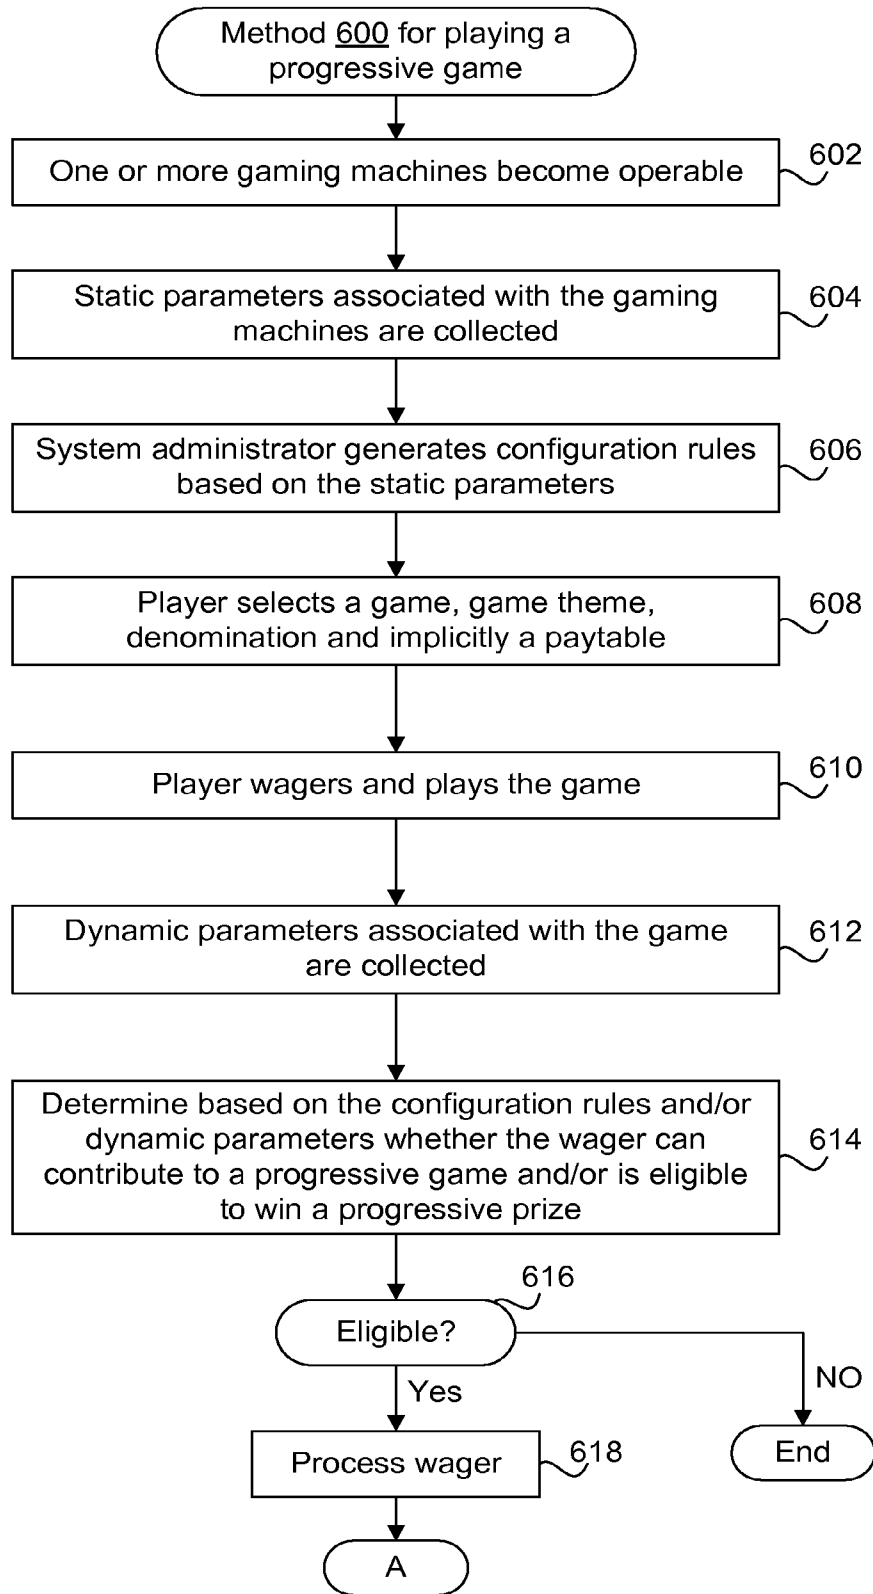 Method 600 for playing a
progressive game
One or more gaming machines become operable
602
Static parameters associated with the gaming
machines are collected
604
System administrator generates configuration rules
based on the static parameters
606
Player selects a game, game theme,
denomination and implicitly a paytable
608
Player wagers and plays the game
610
Dynamic parameters associated with the game
are collected
612
Determine based on the configuration rules and/or
dynamic parameters whether the wager can
contribute to a progressive game and/or is eligible
to win a progressive prize
614
616
Eligible?
Yes
NO
Process wager
618
End
A